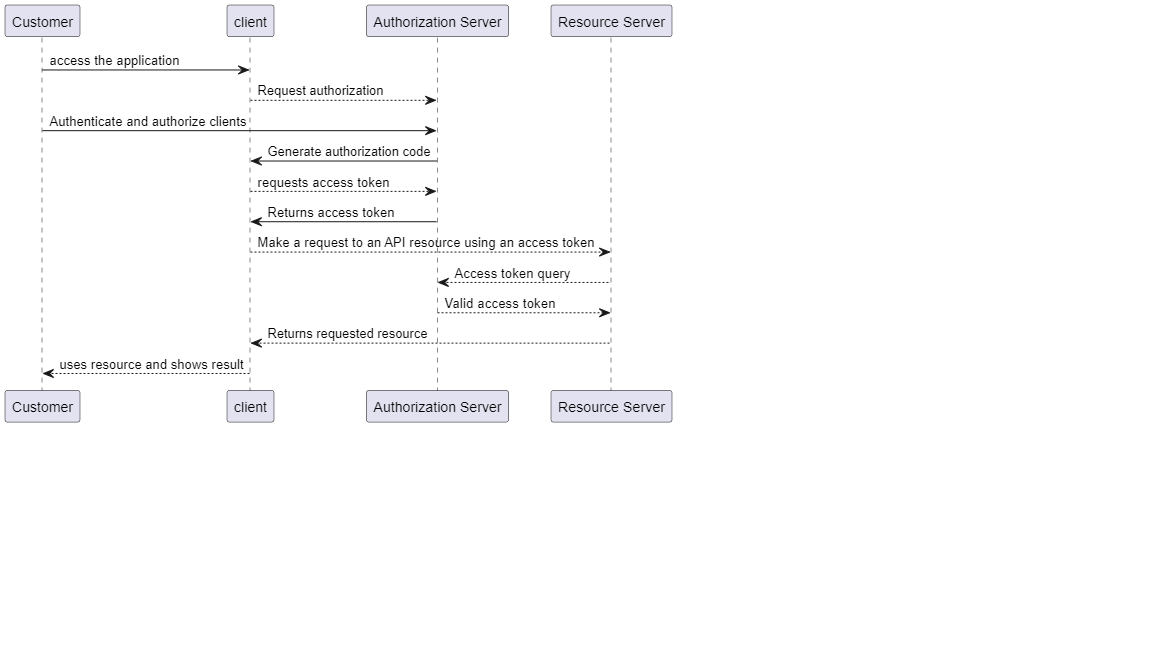 Customer
client
Authorization Server
Resource Server
access the application
Request authorization
Authenticate and authorize clients
Generate authorization code
requests access token
Returns access token
Make a request to an API resource using an access token
Access token query
Valid access token
Returns requested resource
uses resource and shows result
Customer
client
Authorization Server
Resource Server